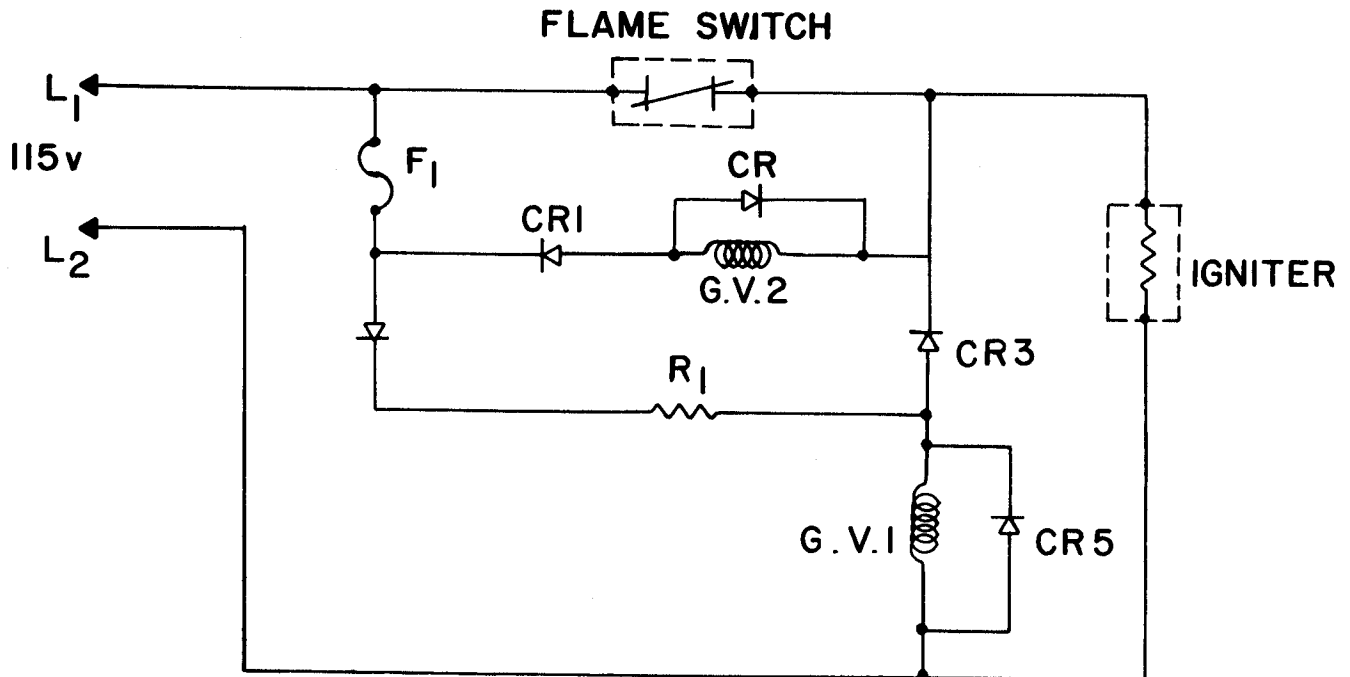 FLAME SWITCH
L1
115v
F1
CR
CR1
L2
G.V.2
IGNITER
CR3
R1
G.V.1
CR5